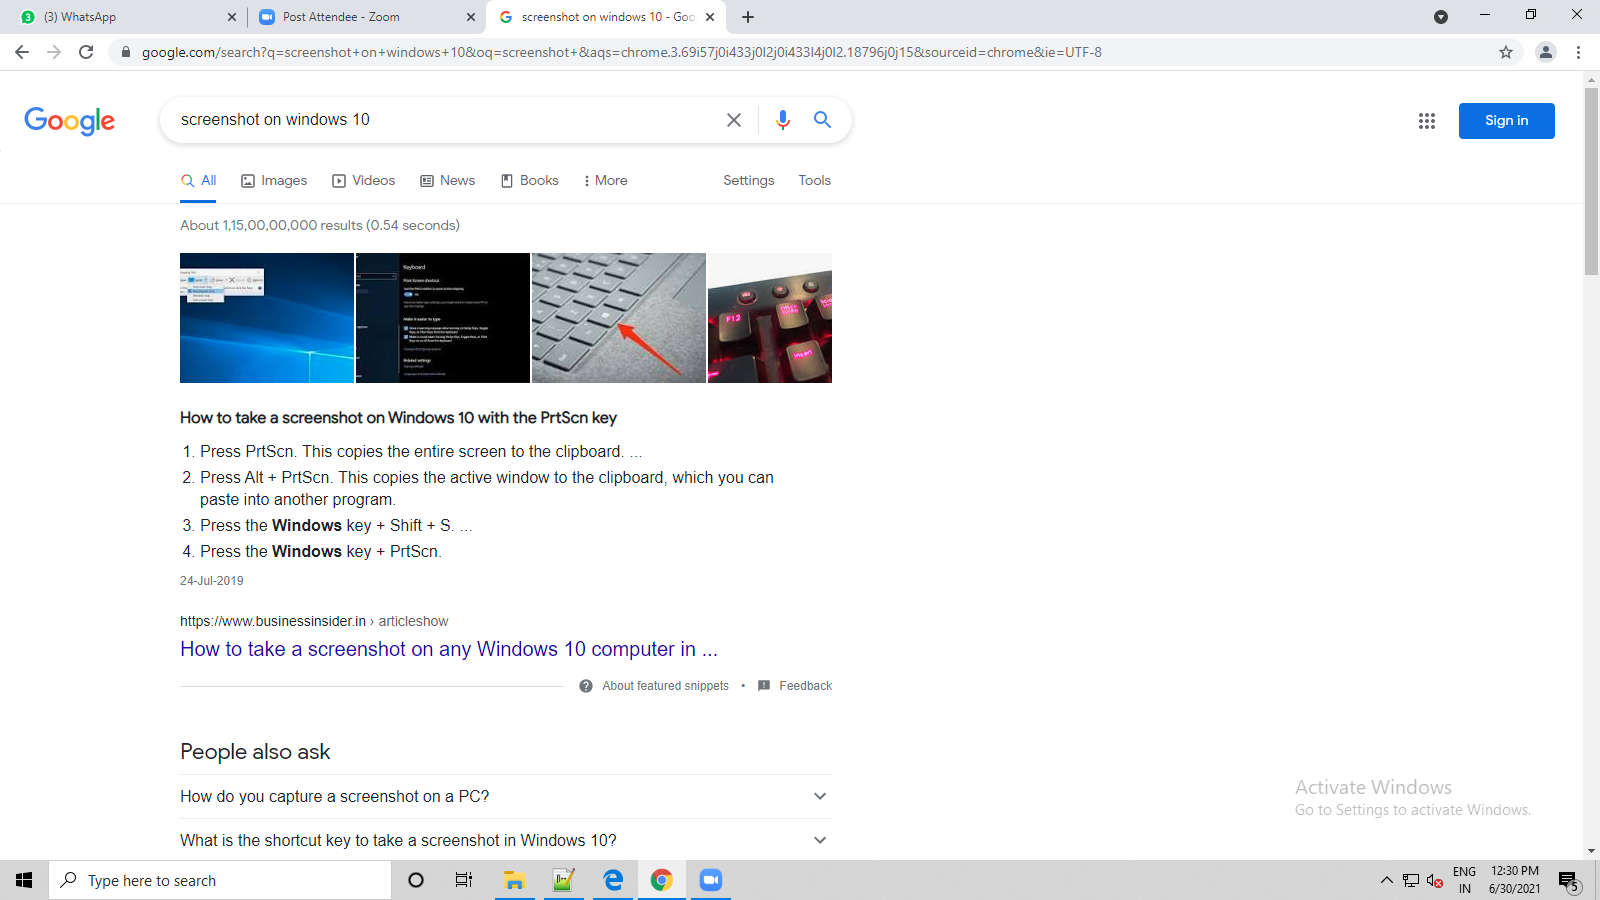 (3) WhatsApp
Post Attendee - Zoom
screenshot on windows 10 - Goo
google.com/search?q=screenshot+on+windows+10&oq=screenshot+&aqs=chrome.3.69i57j0i433j0l2j0i433l4j0l2.18796j0j15&sourceid=chrome&ie=UTF-8
Google
screenshot on windows 10
Sign in
All
Images
Videos
News
Books
More
Settings
Tools
About 1,15,00,00,000 results (0.54 seconds)
Keyboard
F12
Insert
How to take a screenshot on Windows 10 with the PrtScn key
1. Press PrtScn. This copies the entire screen to the clipboard. ...
2. Press Alt + PrtScn. This copies the active window to the clipboard, which you can
paste into another program.
3. Press the Windows key + Shift + S. ...
4. Press the Windows key + PrtScn.
24-Jul-2019
https://www.businessinsider.in › articleshow
How to take a screenshot on any Windows 10 computer in ...
About featured snippets
•
Feedback
People also ask
How do you capture a screenshot on a PC?
What is the shortcut key to take a screenshot in Windows 10?
Activate Windows
Go to Settings to activate Windows.
Type here to search
ENG
IN
12:30 PM
6/30/2021
5